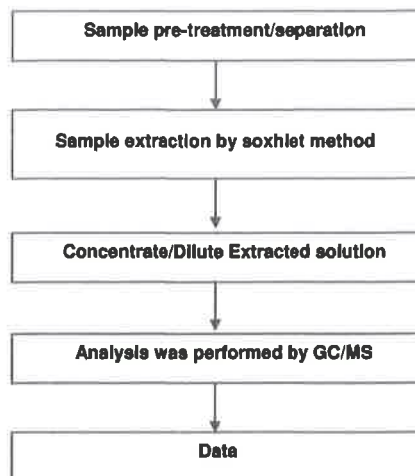 Sample pre-treatment/separation
Sample extraction by soxhlet method
Concentrate/Dilute Extracted solution
Analysis was performed by GC/MS
Data